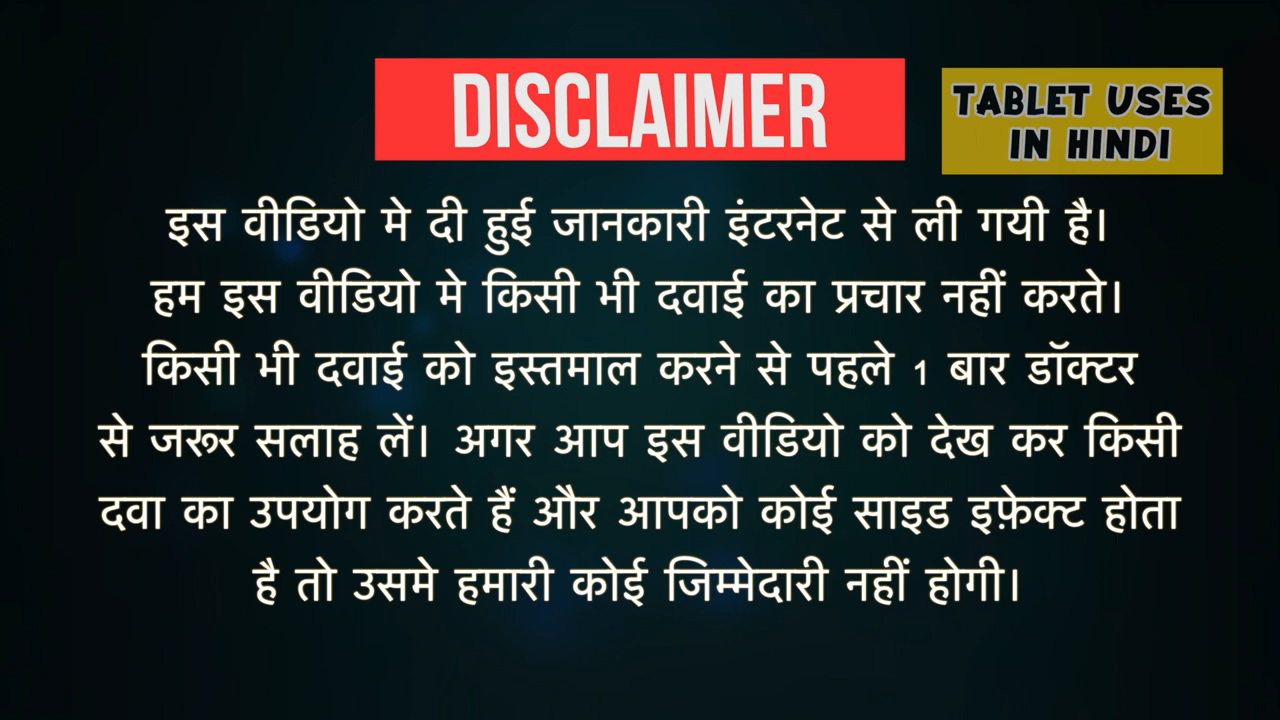 DISCLAIMER
TABLET USES
IN HINDI
इस वीडियो मे दी हुई जानकारी इंटरनेट से ली गयी है।
हम इस वीडियो मे किसी भी दवाई का प्रचार नहीं करते।
किसी भी दवाई को इस्तमाल करने से पहले 1 बार डॉक्टर
से जरूर सलाह लें। अगर आप इस वीडियो को देख कर किसी
दवा का उपयोग करते हैं और आपको कोई साइड इफ़ेक्ट होता
है तो उसमे हमारी कोई जिम्मेदारी नहीं होगी।